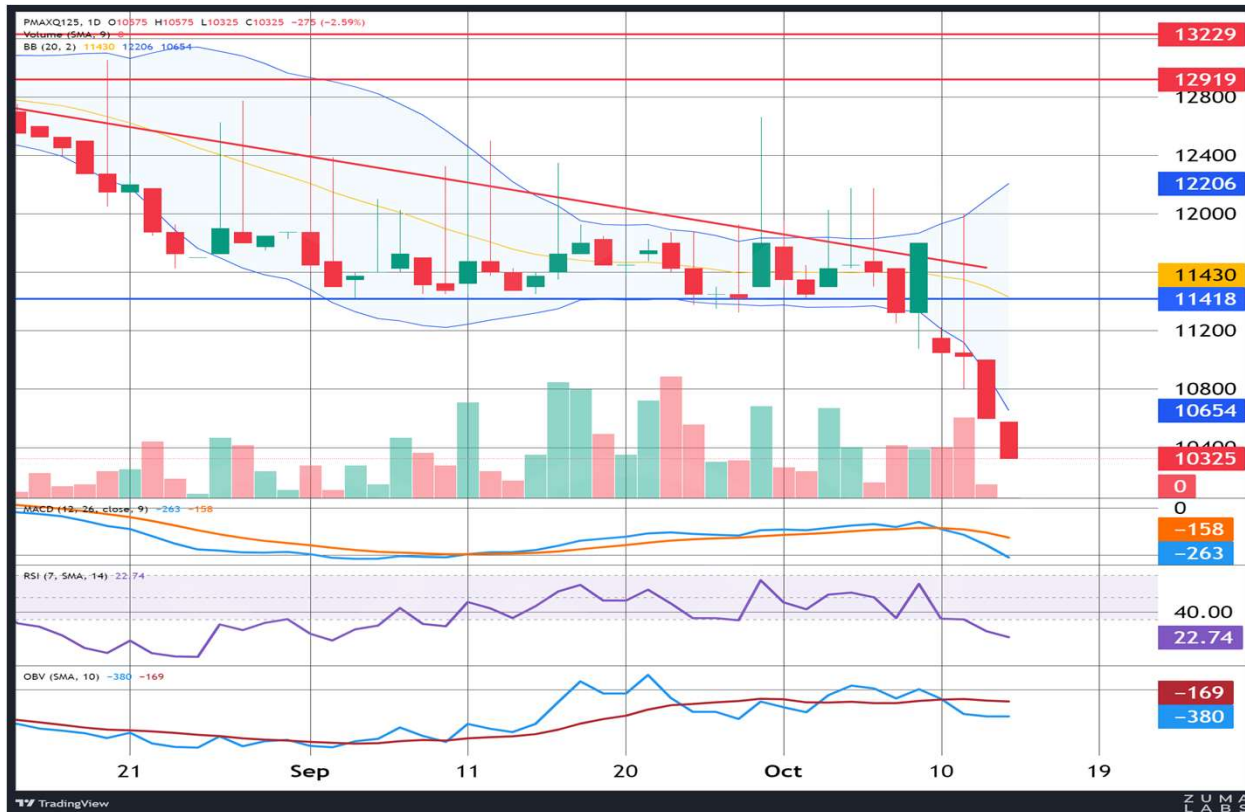 PMAXQ125, 1D O10575 H10575 L10325 C10325 −275 (−2.59%)
Volume (SMA, 9) 0
BB (20, 2) 11430 12206 10654
13229
12919
12800
12400
12206
12000
11430
11418
11200
10800
10654
10400
10325
0
MACD (12, 26, close, 9) −263 −158
0
−158
−263
RSI (7, SMA, 14) 22.74
40.00
22.74
OBV (SMA, 10) −380 −169
−169
−380
21 Sep 11 20 Oct 10 19
TradingView
ZUMA
LABS